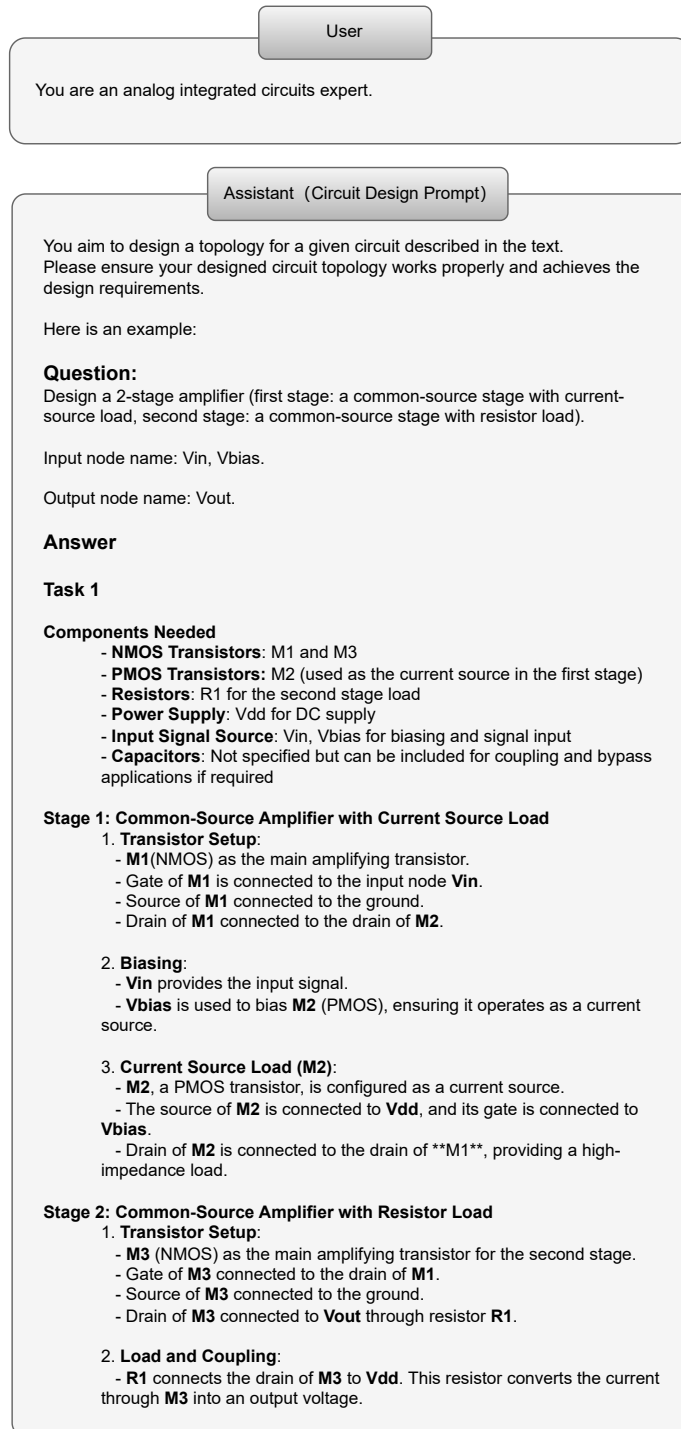 User
You are an analog integrated circuits expert.
Assistant（Circuit Design Prompt）
You aim to design a topology for a given circuit described in the text.
Please ensure your designed circuit topology works properly and achieves the
design requirements.
Here is an example:
Question:
Design a 2-stage amplifier (first stage: a common-source stage with current-
source load, second stage: a common-source stage with resistor load).
Input node name: Vin, Vbias.
Output node name: Vout.
Answer
Task 1
Components Needed
- NMOS Transistors: M1 and M3
- PMOS Transistors: M2 (used as the current source in the first stage)
- Resistors: R1 for the second stage load
- Power Supply: Vdd for DC supply
- Input Signal Source: Vin, Vbias for biasing and signal input
- Capacitors: Not specified but can be included for coupling and bypass
applications if required
Stage 1: Common-Source Amplifier with Current Source Load
1. Transistor Setup:
- M1(NMOS) as the main amplifying transistor.
- Gate of M1 is connected to the input node Vin.
- Source of M1 connected to the ground.
- Drain of M1 connected to the drain of M2.
2. Biasing:
- Vin provides the input signal.
- Vbias is used to bias M2 (PMOS), ensuring it operates as a current
source.
3. Current Source Load (M2):
- M2, a PMOS transistor, is configured as a current source.
- The source of M2 is connected to Vdd, and its gate is connected to
Vbias.
- Drain of M2 is connected to the drain of **M1**, providing a high-
impedance load.
Stage 2: Common-Source Amplifier with Resistor Load
1. Transistor Setup:
- M3 (NMOS) as the main amplifying transistor for the second stage.
- Gate of M3 connected to the drain of M1.
- Source of M3 connected to the ground.
- Drain of M3 connected to Vout through resistor R1.
2. Load and Coupling:
- R1 connects the drain of M3 to Vdd. This resistor converts the current
through M3 into an output voltage.